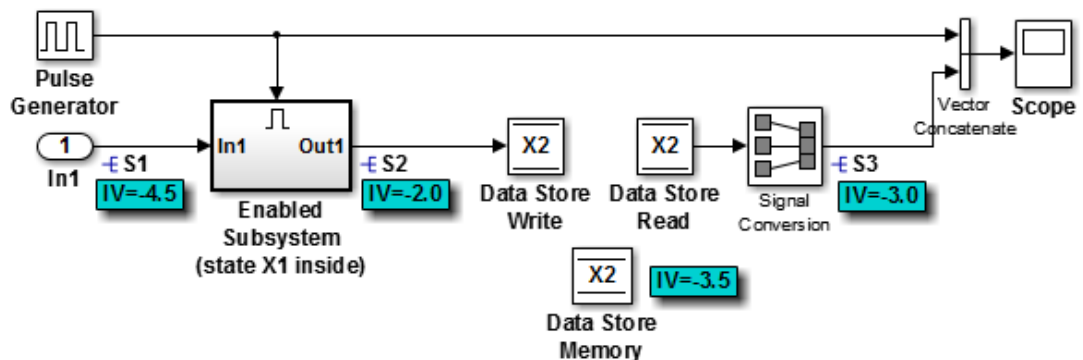 Pulse
Generator
1
In1
S1
IV=-4.5
In1
Out1
Enabled
Subsystem
(state X1 inside)
S2
IV=-2.0
X2
Data Store
Write
X2
Data Store
Read
Signal
Conversion
S3
IV=-3.0
Vector
Concatenate
Scope
X2
IV=-3.5
Data Store
Memory